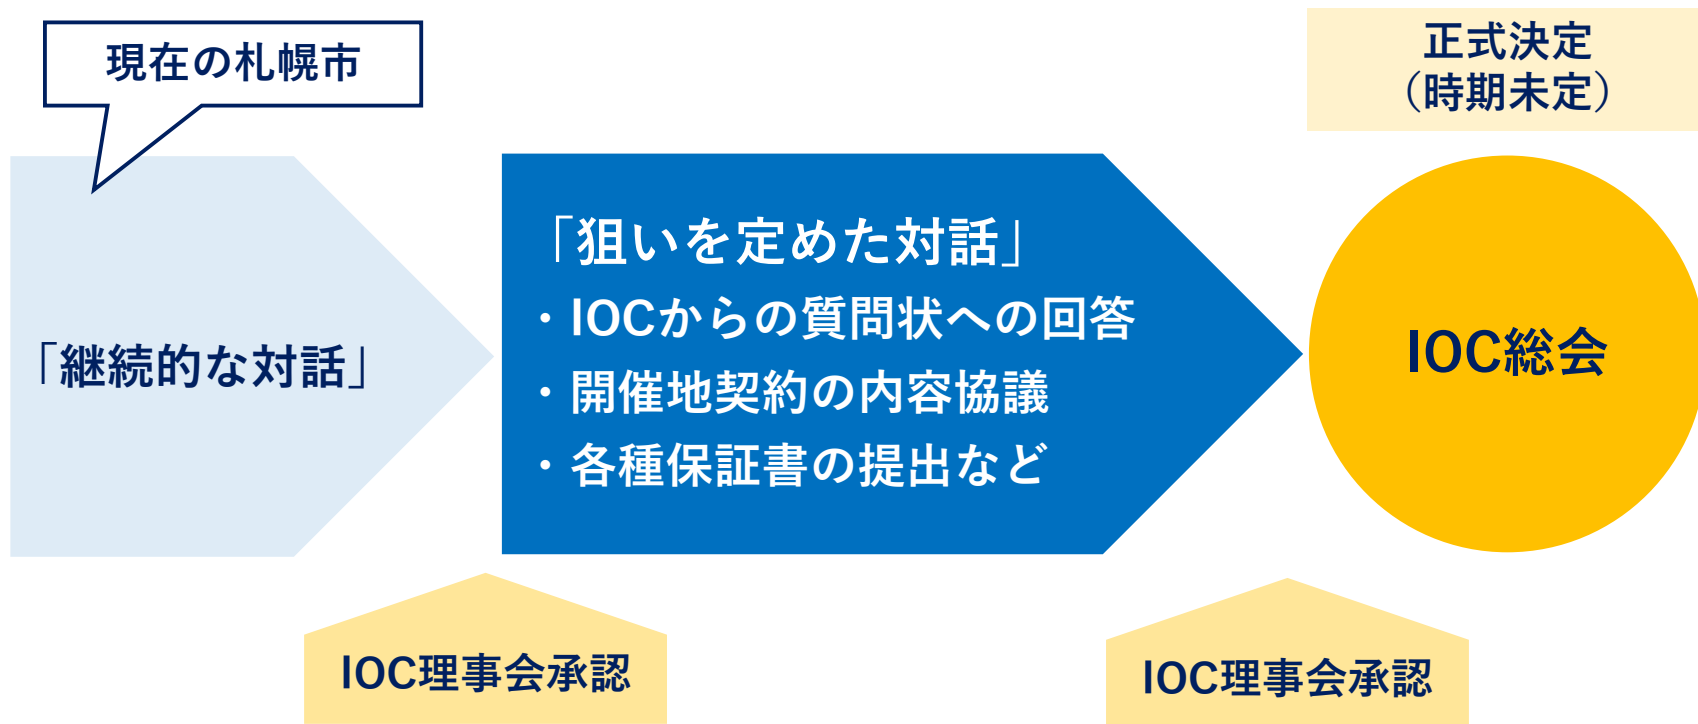 現在の札幌市
正式決定
（時期未定）
「継続的な対話」
「狙いを定めた対話」
・IOCからの質問状への回答
・開催地契約の内容協議
・各種保証書の提出など
IOC総会
IOC理事会承認
IOC理事会承認